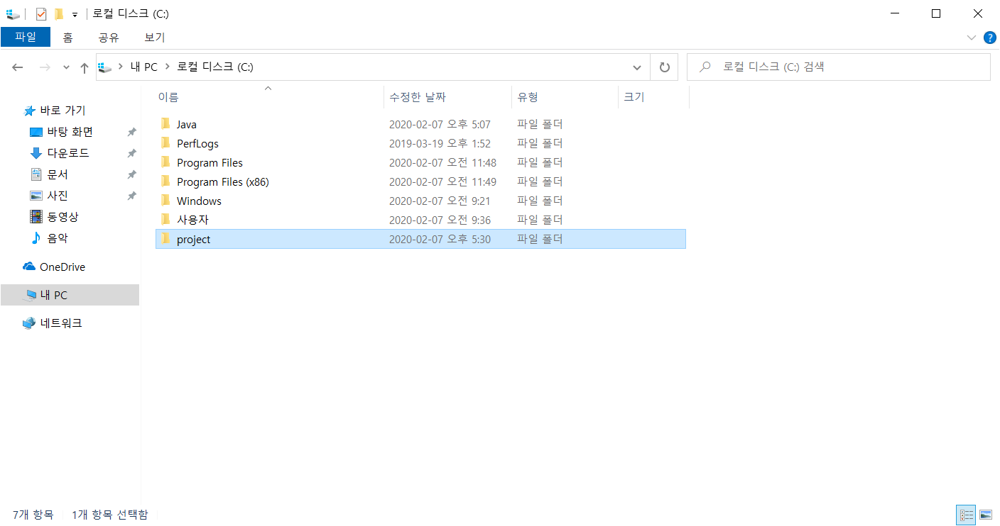 로컬 디스크 (C:)
파일 홈 공유 보기
내 PC 로컬 디스크 (C:) 로컬 디스크 (C:) 검색
이름 수정한 날짜 유형 크기
바로 가기
바탕 화면
다운로드
문서
사진
동영상
음악
OneDrive
내 PC
네트워크
Java 2020-02-07 오후 5:07 파일 폴더
PerfLogs 2019-03-19 오후 1:52 파일 폴더
Program Files 2020-02-07 오전 11:48 파일 폴더
Program Files (x86) 2020-02-07 오전 11:49 파일 폴더
Windows 2020-02-07 오전 9:21 파일 폴더
사용자 2020-02-07 오전 9:36 파일 폴더
project 2020-02-07 오후 5:30 파일 폴더
7개 항목 1개 항목 선택함